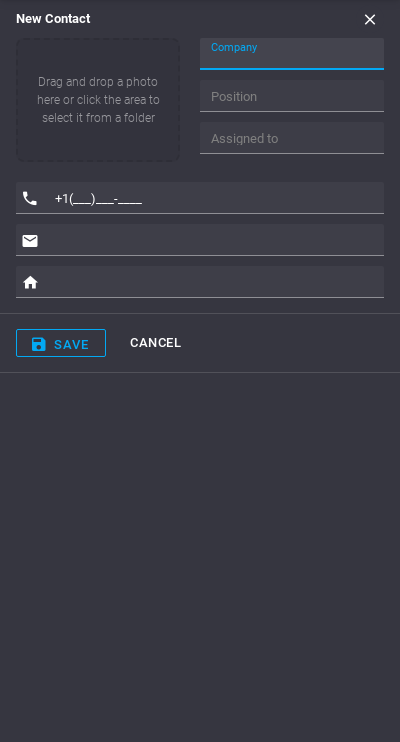 New Contact
Drag and drop a photo
here or click the area to
select it from a folder
Company
Position
Assigned to
+1(___)___-____
SAVE
CANCEL